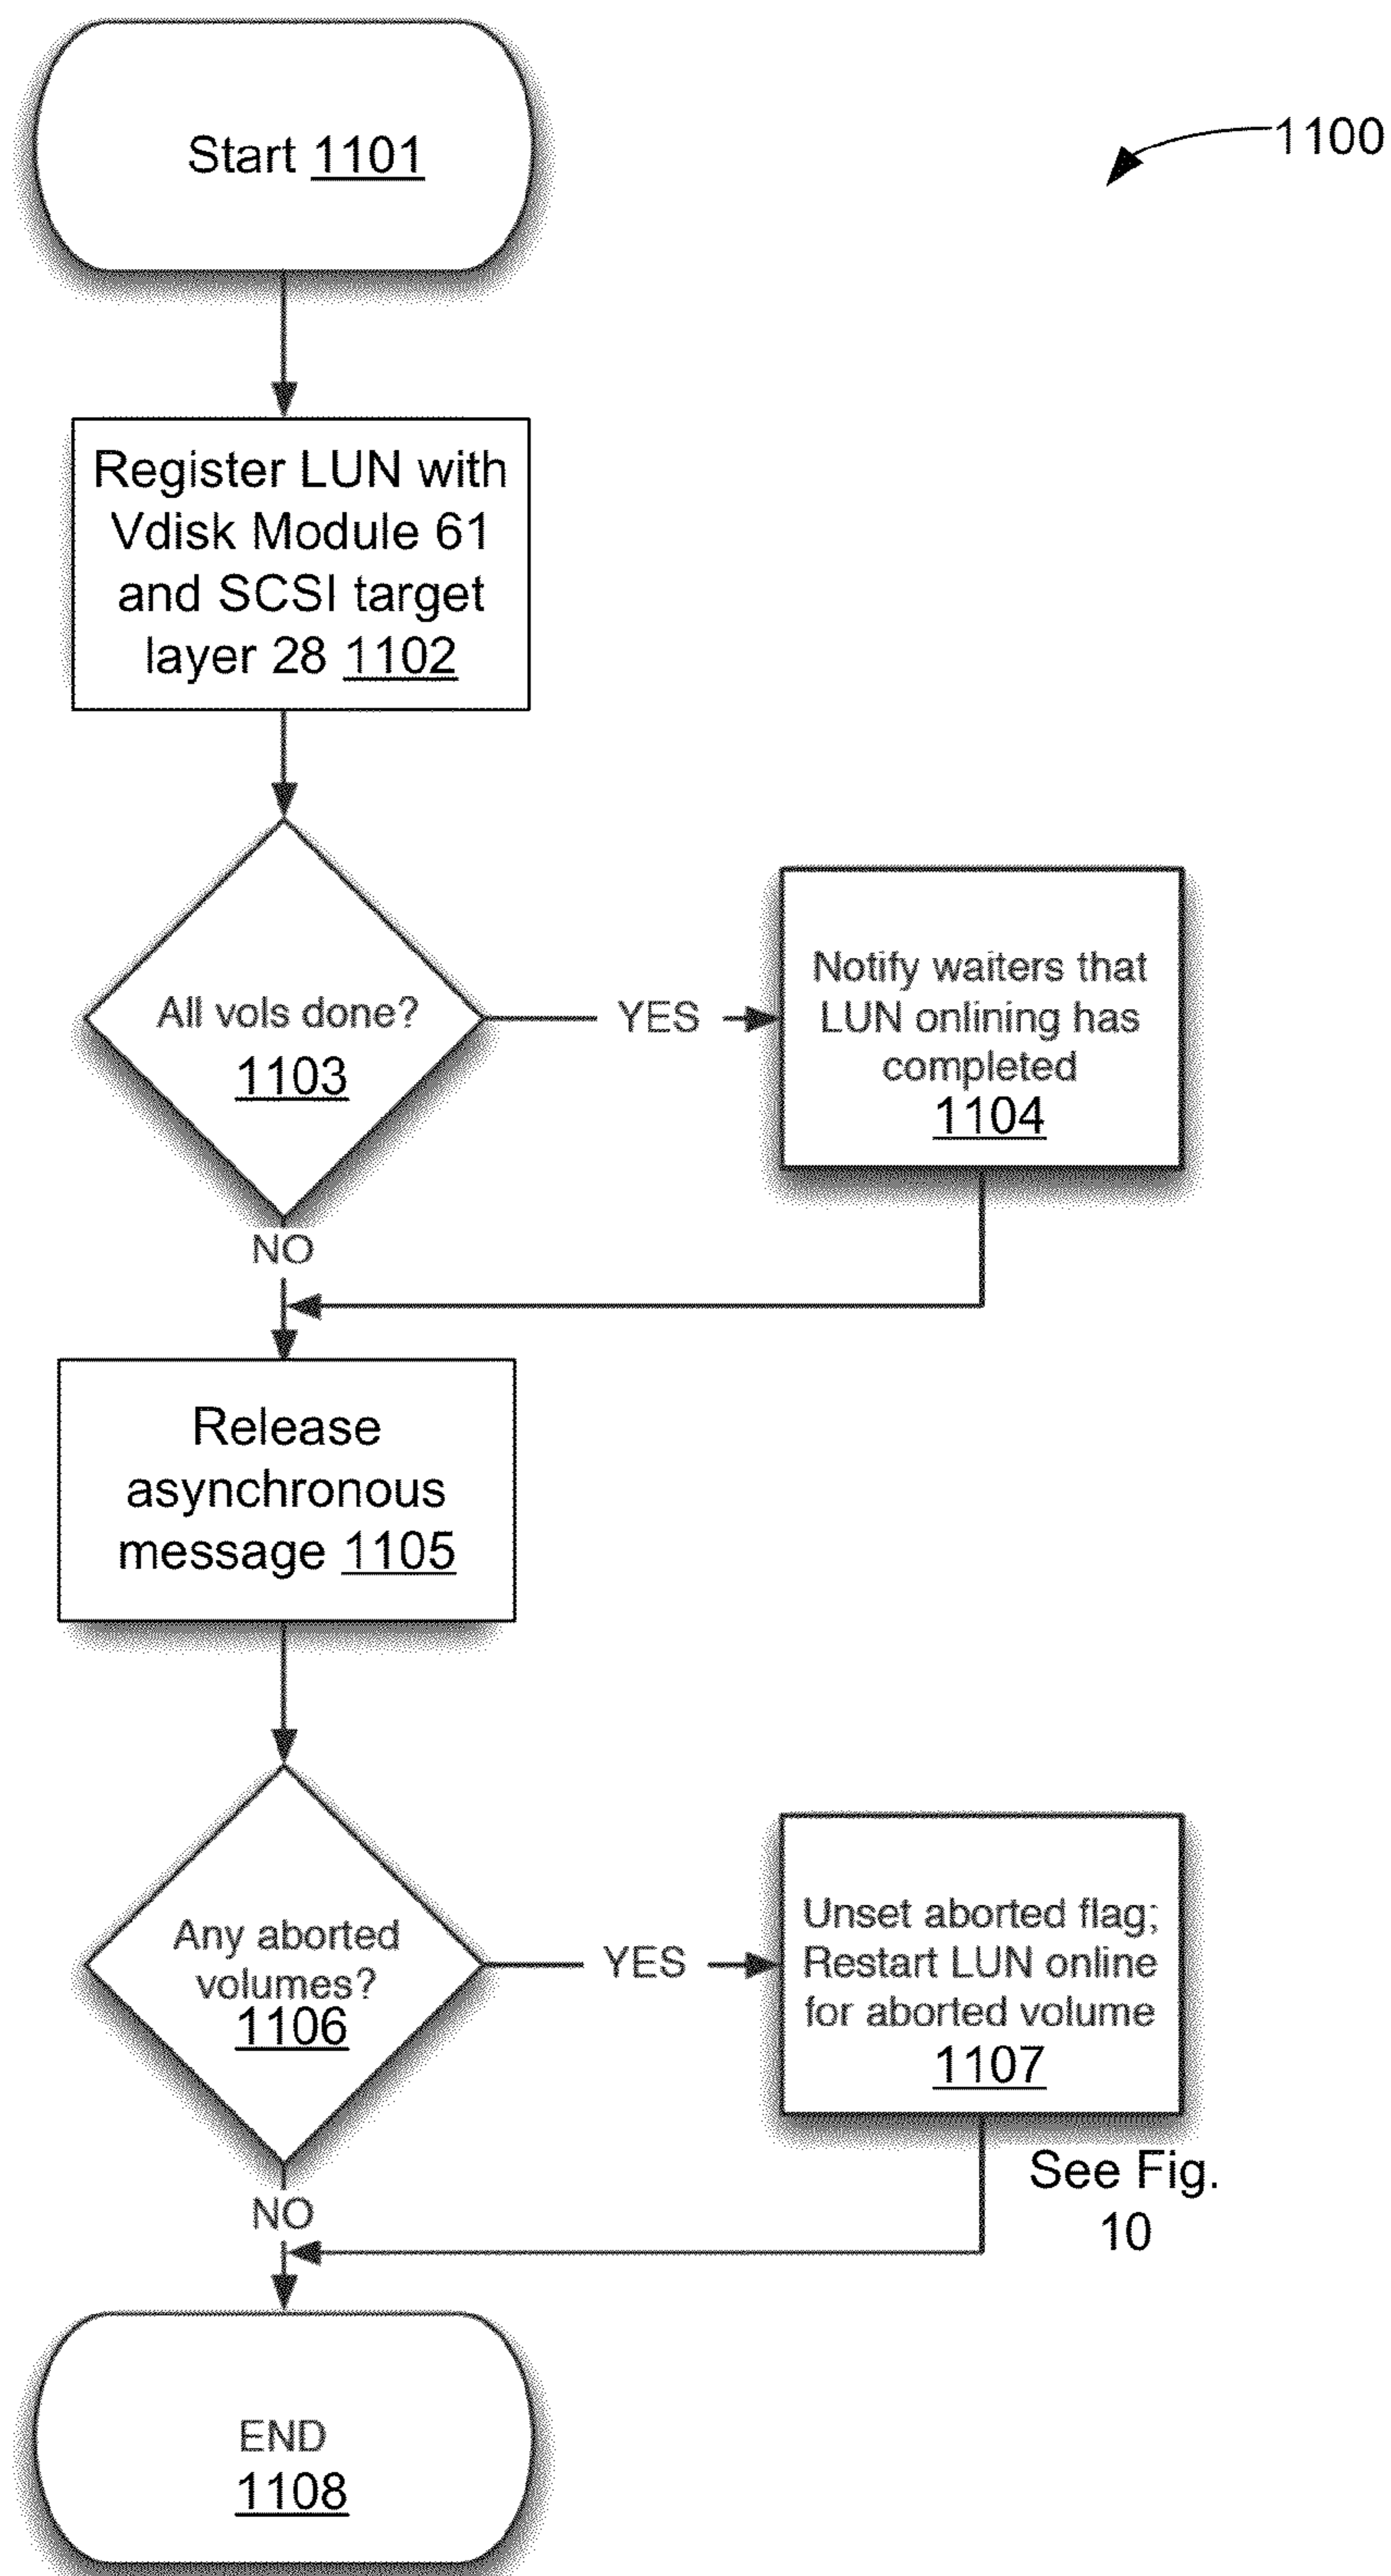 Start 1101
1100
Register LUN with
Vdisk Module 61
and SCSI target
layer 28 1102
All vols done?
1103
YES
Notify waiters that
LUN onlining has
completed
1104
NO
Release
asynchronous
message 1105
Any aborted
volumes?
1106
YES
Unset aborted flag;
Restart LUN online
for aborted volume
1107
See Fig.
10
NO
END
1108